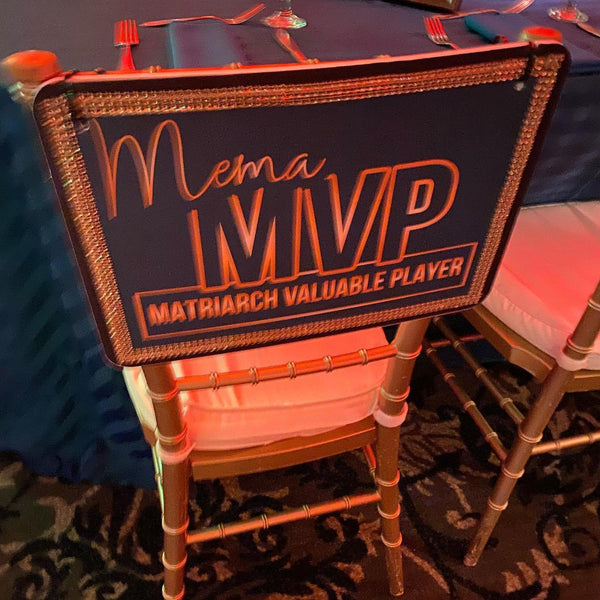 Mema
MVP
MATRIARCH VALUABLE PLAYER